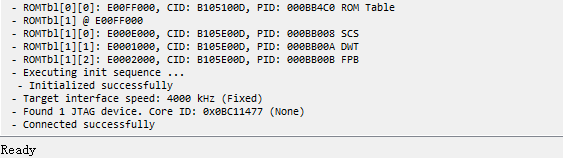 - ROMTbl[0][0]: E00FF000, CID: B105100D, PID: 000BB4C0 ROM Table
- ROMTbl[1] @ E00FF000
- ROMTbl[1][0]: E000E000, CID: B105E00D, PID: 000BB008 SCS
- ROMTbl[1][1]: E0001000, CID: B105E00D, PID: 000BB00A DWT
- ROMTbl[1][2]: E0002000, CID: B105E00D, PID: 000BB00B FPB
- Executing init sequence ...
- Initialized successfully
- Target interface speed: 4000 kHz (Fixed)
- Found 1 JTAG device. Core ID: 0x0BC11477 (None)
- Connected successfully
Ready